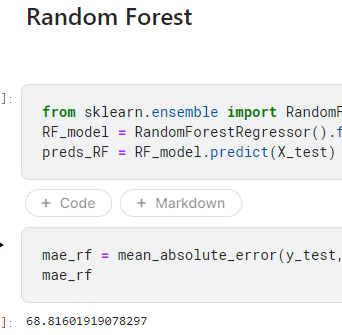 Random Forest
]:
from sklearn.ensemble import RandomF
RF_model = RandomForestRegressor().f
preds_RF = RF_model.predict(X_test)
+ Code + Markdown
mae_rf = mean_absolute_error(y_test,
mae_rf
]: 68.81601919078297